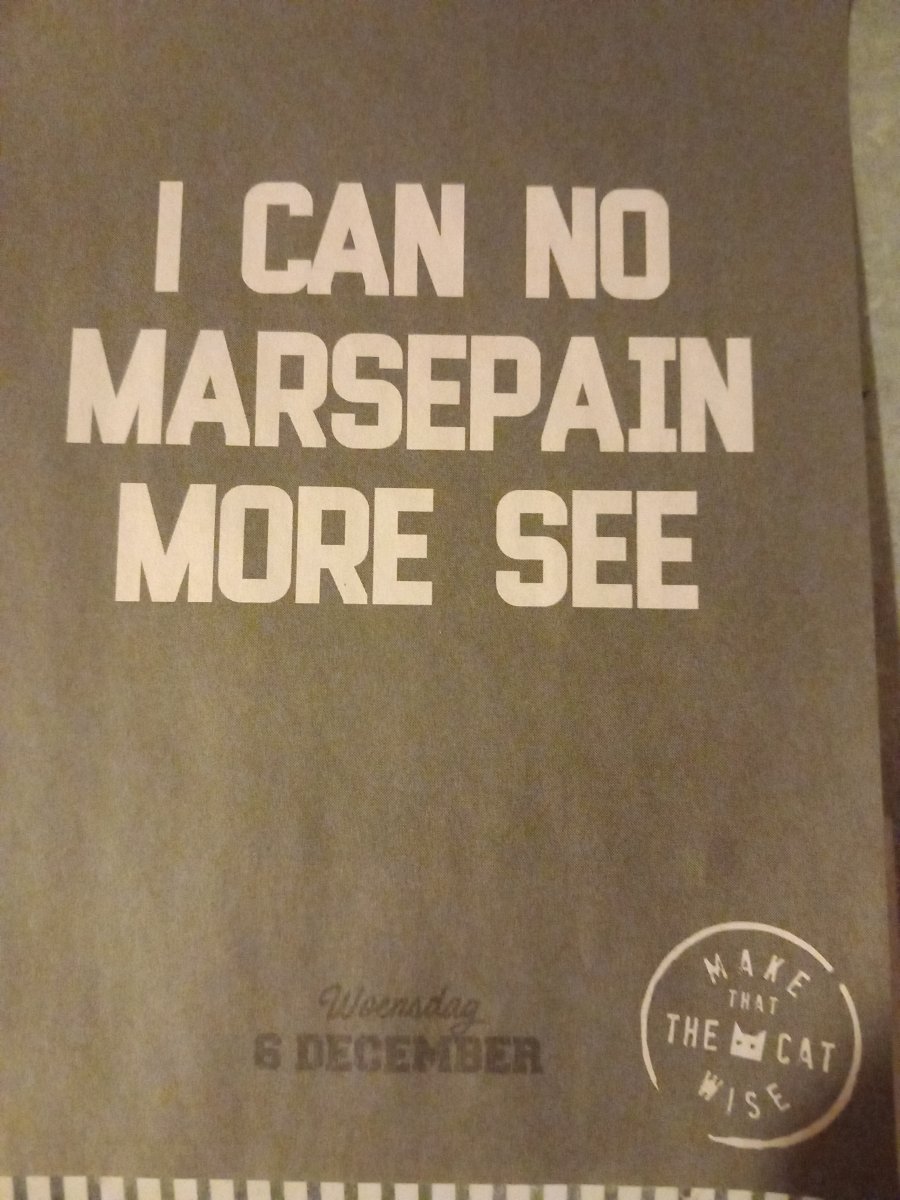 I CAN NO
MARSEPAIN
MORE SEE
Woensdag
6 DECEMBER
MAKE
THAT
THE CAT
WISE